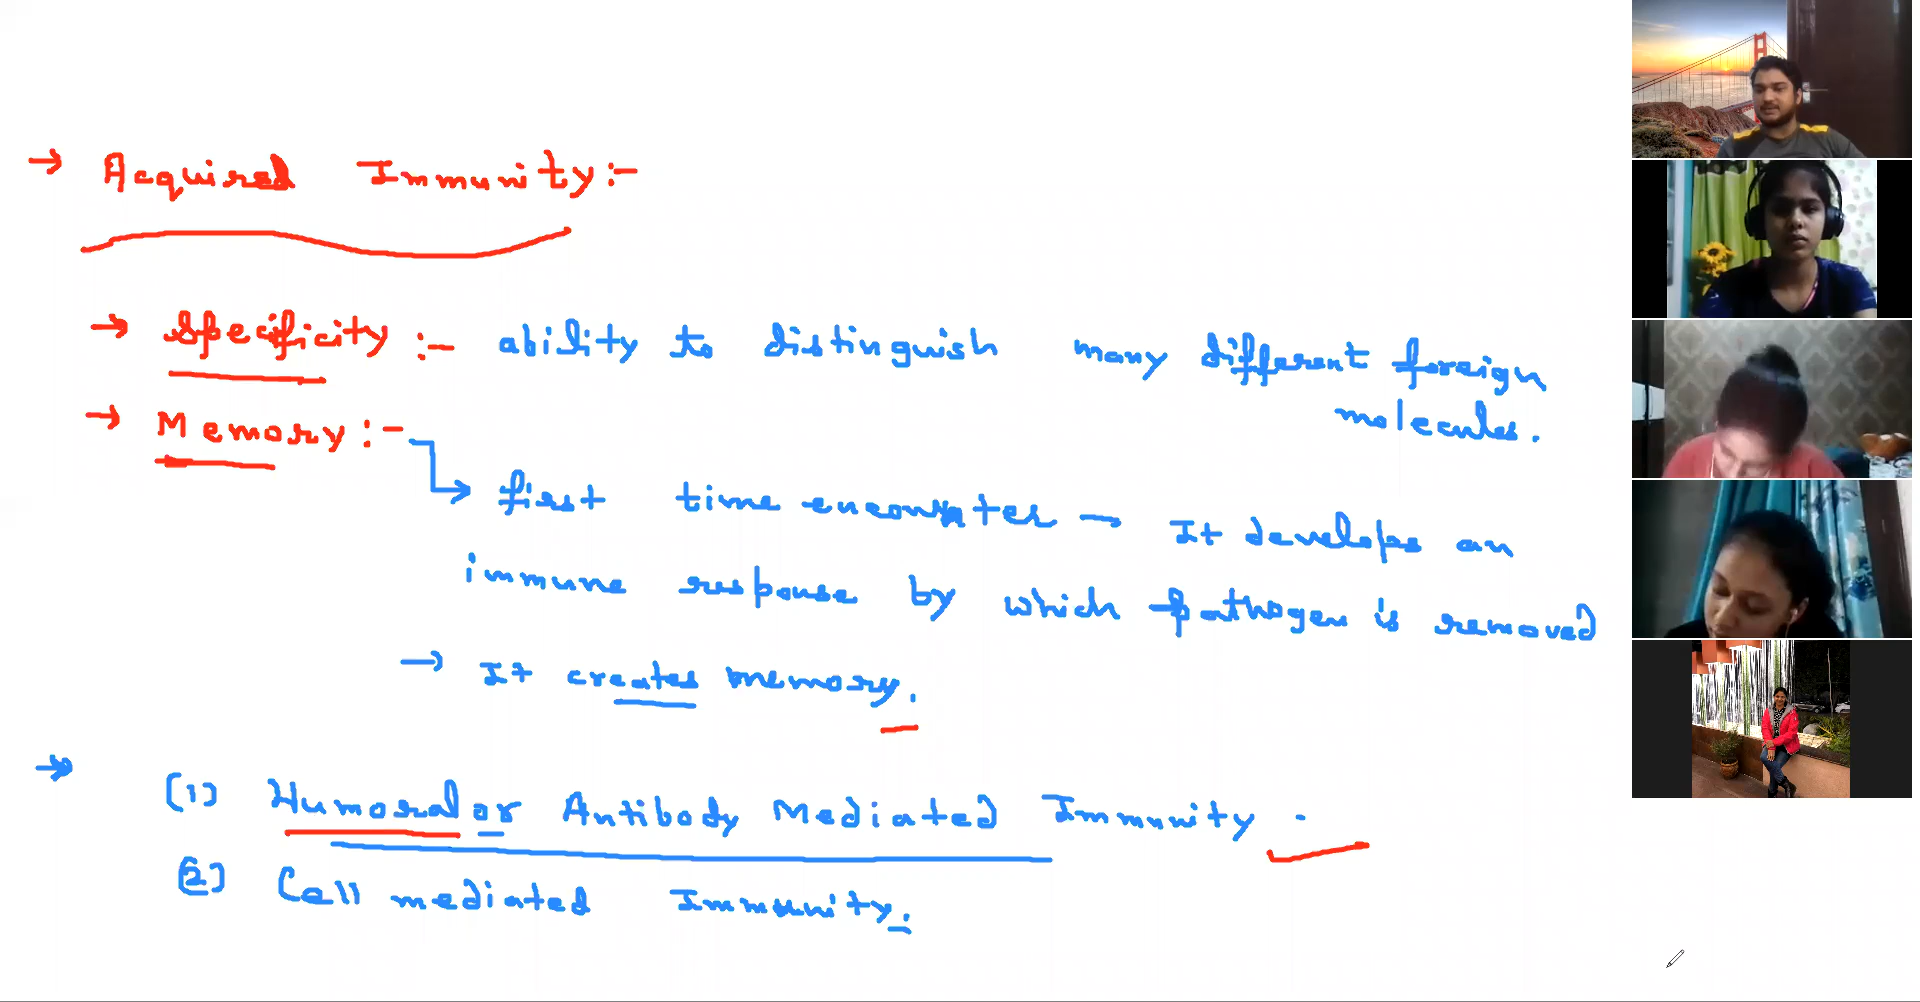 → Acquired Immunity:-
→ Specificity :- ability to distinguish many different foreign
molecules.
→ Memory:-
→ first time encounter — It develops an
immune response by which pathogen is removed
→ It creates memory.
→
(1) Humoral or Antibody Mediated Immunity -
(2) Cell mediated Immunity.